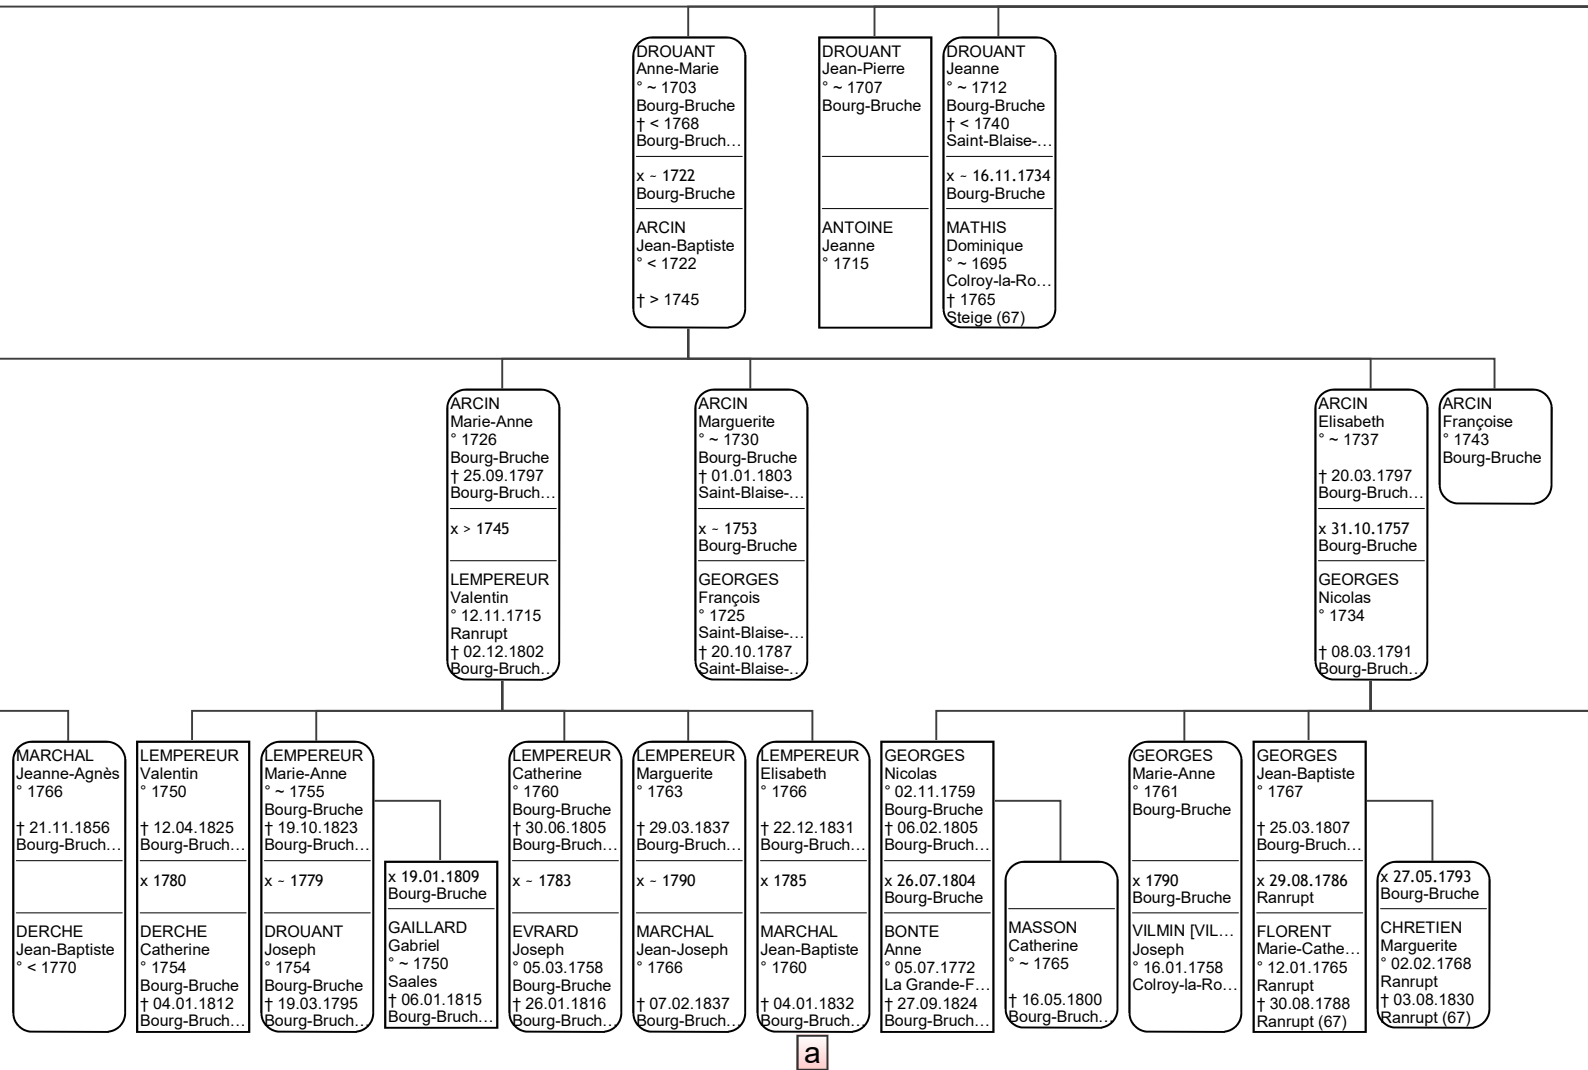 DROUANT
Anne-Marie
° ~ 1703
Bourg-Bruche
† < 1768
Bourg-Bruch…
x ~ 1722
Bourg-Bruche
ARCIN
Jean-Baptiste
° < 1722
† > 1745
DROUANT
Jean-Pierre
° ~ 1707
Bourg-Bruche
ANTOINE
Jeanne
° 1715
DROUANT
Jeanne
° ~ 1712
Bourg-Bruche
† < 1740
Saint-Blaise-…
x ~ 16.11.1734
Bourg-Bruche
MATHIS
Dominique
° ~ 1695
Colroy-la-Ro…
† 1765
Steige (67)
ARCIN
Marie-Anne
° 1726
Bourg-Bruche
† 25.09.1797
Bourg-Bruch…
x > 1745
LEMPEREUR
Valentin
° 12.11.1715
Ranrupt
† 02.12.1802
Bourg-Bruch…
ARCIN
Marguerite
° ~ 1730
Bourg-Bruche
† 01.01.1803
Saint-Blaise-…
x ~ 1753
Bourg-Bruche
GEORGES
François
° 1725
Saint-Blaise-…
† 20.10.1787
Saint-Blaise-…
ARCIN
Elisabeth
° ~ 1737
† 20.03.1797
Bourg-Bruch…
x 31.10.1757
Bourg-Bruche
GEORGES
Nicolas
° 1734
† 08.03.1791
Bourg-Bruch…
ARCIN
Françoise
° 1743
Bourg-Bruche
MARCHAL
Jeanne-Agnès
° 1766
† 21.11.1856
Bourg-Bruch…
DERCHE
Jean-Baptiste
° < 1770
LEMPEREUR
Valentin
° 1750
† 12.04.1825
Bourg-Bruch…
x 1780
DERCHE
Catherine
° 1754
Bourg-Bruche
† 04.01.1812
Bourg-Bruch…
LEMPEREUR
Marie-Anne
° ~ 1755
Bourg-Bruche
† 19.10.1823
Bourg-Bruch…
x ~ 1779
DROUANT
Joseph
° 1754
Bourg-Bruche
† 19.03.1795
Bourg-Bruch…
x 19.01.1809
Bourg-Bruche
GAILLARD
Gabriel
° ~ 1750
Saales
† 06.01.1815
Bourg-Bruch…
LEMPEREUR
Catherine
° 1760
Bourg-Bruche
† 30.06.1805
Bourg-Bruch…
x ~ 1783
EVRARD
Joseph
° 05.03.1758
Bourg-Bruche
† 26.01.1816
Bourg-Bruch…
LEMPEREUR
Marguerite
° 1763
† 29.03.1837
Bourg-Bruch…
x ~ 1790
MARCHAL
Jean-Joseph
° 1766
† 07.02.1837
Bourg-Bruch…
LEMPEREUR
Elisabeth
° 1766
† 22.12.1831
Bourg-Bruch…
x 1785
MARCHAL
Jean-Baptiste
° 1760
† 04.01.1832
Bourg-Bruch…
GEORGES
Nicolas
° 02.11.1759
Bourg-Bruche
† 06.02.1805
Bourg-Bruch…
x 26.07.1804
Bourg-Bruche
BONTE
Anne
° 05.07.1772
La Grande-F…
† 27.09.1824
Bourg-Bruch…
MASSON
Catherine
° ~ 1765
† 16.05.1800
Bourg-Bruch…
GEORGES
Marie-Anne
° 1761
Bourg-Bruche
x 1790
Bourg-Bruche
VILMIN [VIL…
Joseph
° 16.01.1758
Colroy-la-Ro…
GEORGES
Jean-Baptiste
° 1767
† 25.03.1807
Bourg-Bruch…
x 29.08.1786
Ranrupt
FLORENT
Marie-Cathe…
° 12.01.1765
Ranrupt
† 30.08.1788
Ranrupt (67)
x 27.05.1793
Bourg-Bruche
CHRETIEN
Marguerite
° 02.02.1768
Ranrupt
† 03.08.1830
Ranrupt (67)
a